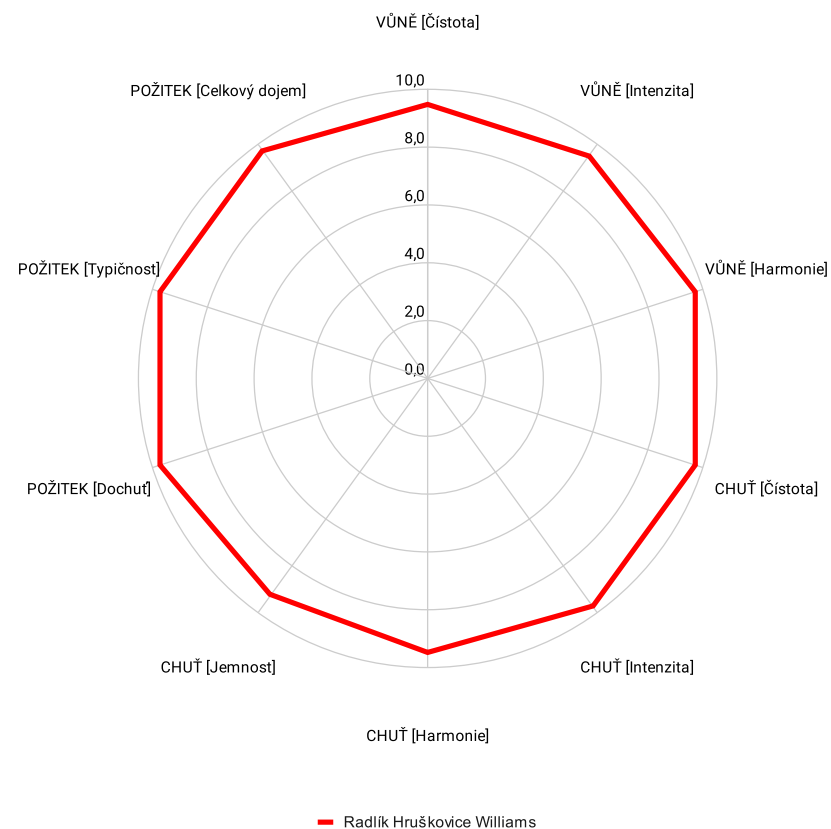 VŮNĚ [Čístota]
POŽITEK [Celkový dojem]
VŮNĚ [Intenzita]
10,0
8,0
6,0
4,0
2,0
0,0
POŽITEK [Typičnost]
VŮNĚ [Harmonie]
POŽITEK [Dochuť]
CHUŤ [Čístota]
CHUŤ [Jemnost]
CHUŤ [Intenzita]
CHUŤ [Harmonie]
Radlík Hruškovice Williams